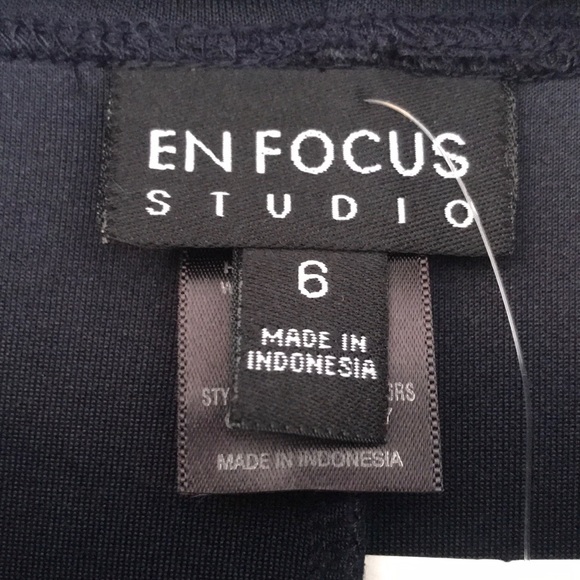 EN FOCUS
STUDIO
6
MADE IN
INDONESIA
MADE IN INDONESIA